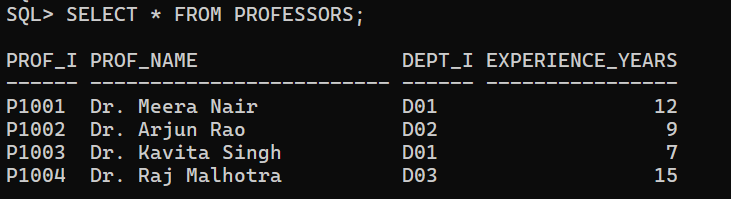 SQL> SELECT * FROM PROFESSORS;
PROF_I PROF_NAME                 DEPT_I EXPERIENCE_YEARS
------ ------------------------- ------ ----------------
P1001  Dr. Meera Nair            D01                  12
P1002  Dr. Arjun Rao             D02                   9
P1003  Dr. Kavita Singh          D01                   7
P1004  Dr. Raj Malhotra          D03                  15